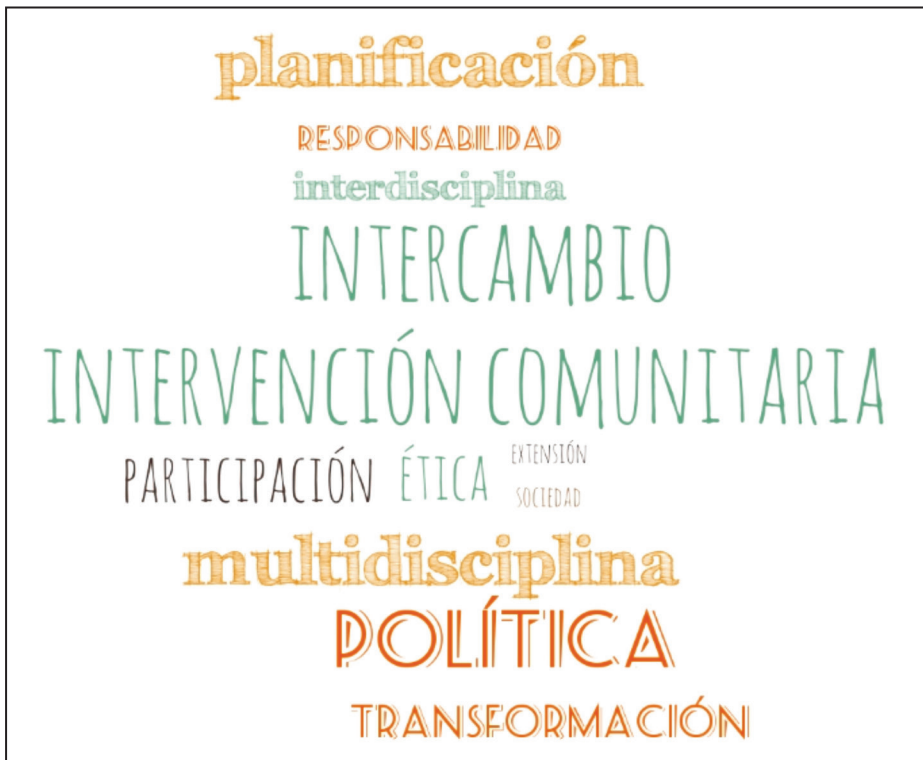 planificación
RESPONSABILIDAD
interdisciplina
INTERCAMBIO
INTERVENCIÓN COMUNITARIA
PARTICIPACIÓN ÉTICA EXTENSIÓN
SOCIEDAD
multidisciplina
POLÍTICA
TRANSFORMACIÓN